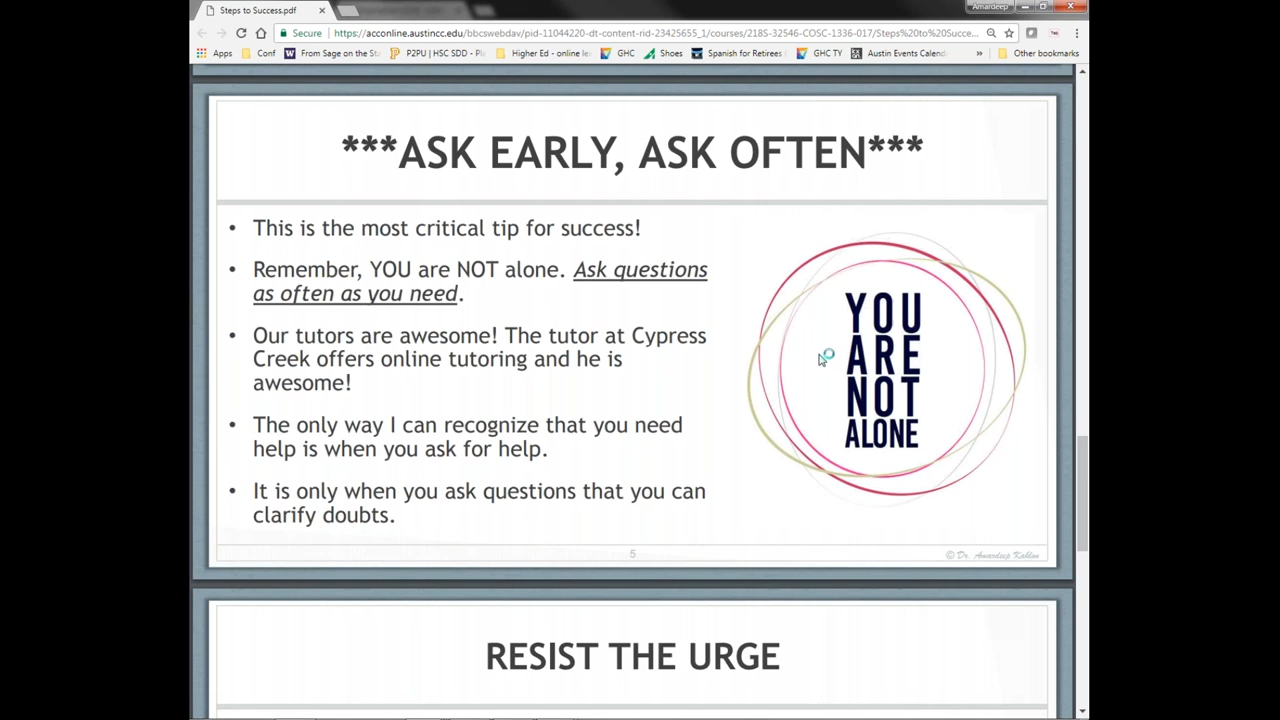 Amardeep
Steps to Success.pdf
Secure https://acconline.austincc.edu/bbcswebdav/pid-11044220-dt-content-rid-23425655_1/courses/218S-32546-COSC-1336-017/Steps%20to%20Succe...
Apps Conf From Sage on the St P2PU | HSC SDD - Pl Higher Ed - online le GHC Shoes Spanish for Retirees GHC TY Austin Events Calend » Other bookmarks
***ASK EARLY, ASK OFTEN***
• This is the most critical tip for success!
• Remember, YOU are NOT alone. Ask questions
as often as you need.
• Our tutors are awesome! The tutor at Cypress
Creek offers online tutoring and he is
awesome!
• The only way I can recognize that you need
help is when you ask for help.
• It is only when you ask questions that you can
clarify doubts.
YOU
ARE
NOT
ALONE
5
© Dr. Amardeep Kahlon
RESIST THE URGE